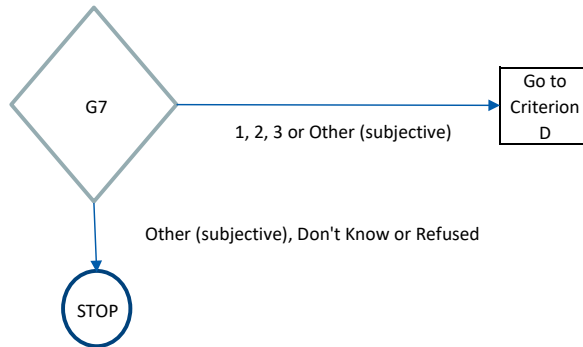 G7
Go to
Criterion
D
1, 2, 3 or Other (subjective)
Other (subjective), Don't Know or Refused
STOP